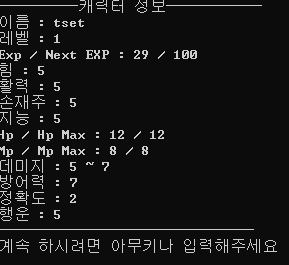 캐릭터 정보
이름 : tset
레벨 : 1
Exp / Next EXP : 29 / 100
힘 : 5
활력 : 5
손재주 : 5
지능 : 5
Hp / Hp Max : 12 / 12
Mp / Mp Max : 8 / 8
데미지 : 5 ~ 7
방어력 : 7
정확도 : 2
행운 : 5
계속 하시려면 아무키나 입력해주세요